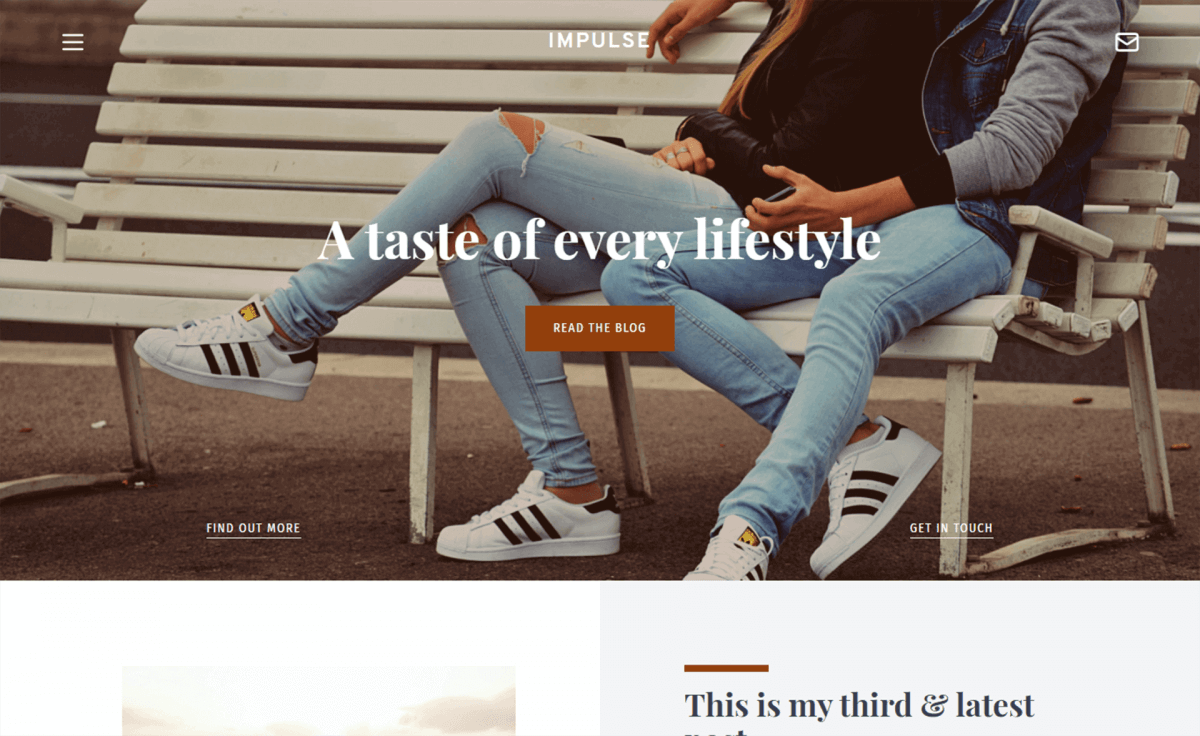 IMPULSE
A taste of every lifestyle
READ THE BLOG
FIND OUT MORE
GET IN TOUCH
This is my third & latest